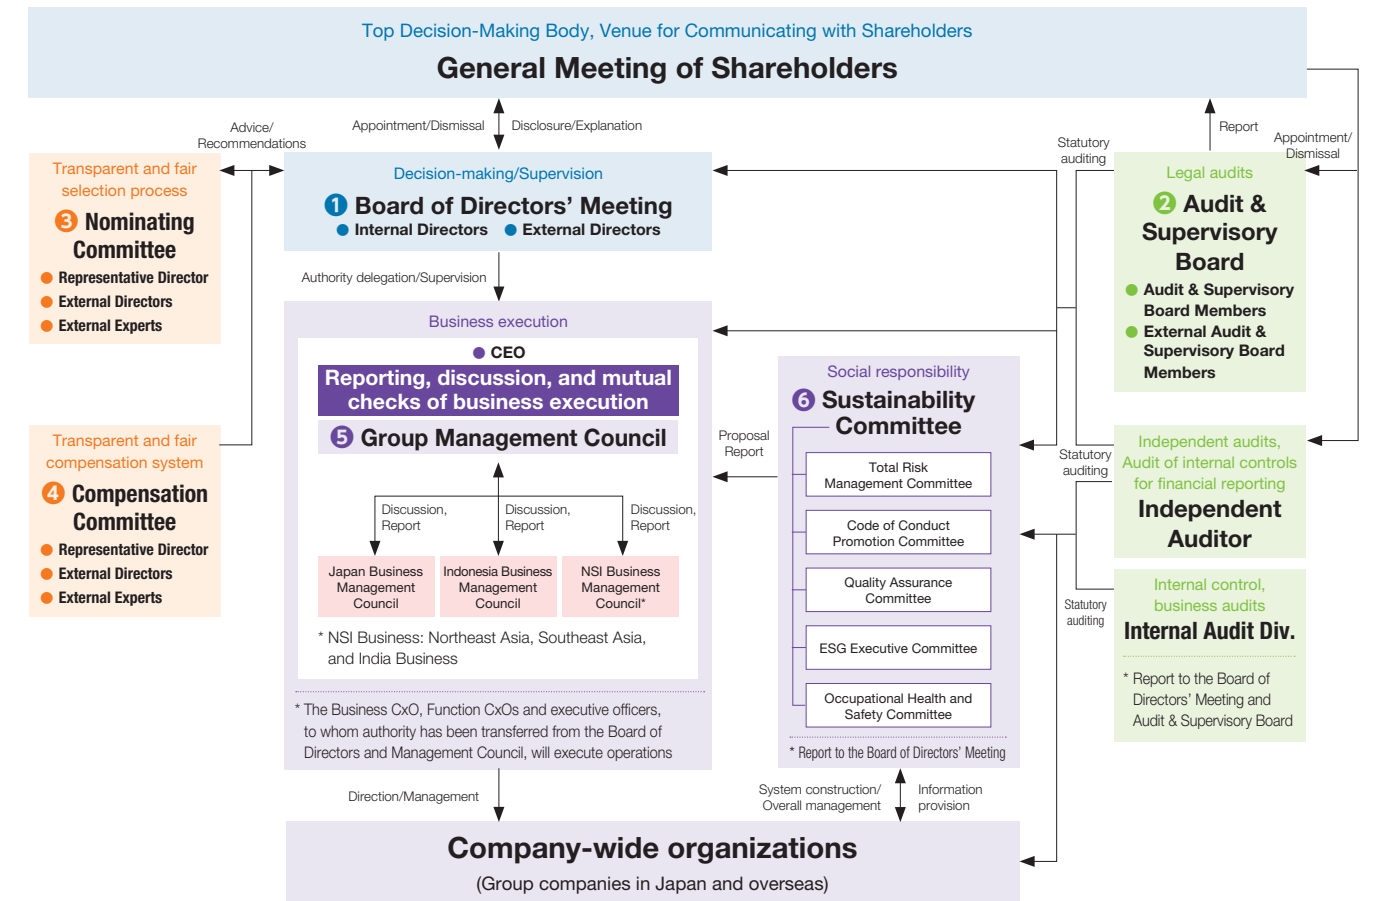 Top Decision-Making Body, Venue for Communicating with Shareholders
General Meeting of Shareholders
Advice/
Recommendations
Appointment/Dismissal
Disclosure/Explanation
Statutory
auditing
Report
Appointment/
Dismissal
Transparent and fair
selection process
3 Nominating
Committee
● Representative Director
● External Directors
● External Experts
Decision-making/Supervision
1 Board of Directors’ Meeting
● Internal Directors ● External Directors
Legal audits
2 Audit &
Supervisory
Board
● Audit & Supervisory
Board Members
● External Audit &
Supervisory Board
Members
Authority delegation/Supervision
Business execution
● CEO
Reporting, discussion, and mutual
checks of business execution
5 Group Management Council
Discussion,
Report
Discussion,
Report
Discussion,
Report
Japan Business
Management
Council
Indonesia Business
Management
Council
NSI Business
Management
Council*
* NSI Business: Northeast Asia, Southeast Asia,
and India Business
* The Business CxO, Function CxOs and executive officers,
to whom authority has been transferred from the Board of
Directors and Management Council, will execute operations
Transparent and fair
compensation system
4 Compensation
Committee
● Representative Director
● External Directors
● External Experts
Proposal
Report
Social responsibility
6 Sustainability
Committee
Total Risk
Management Committee
Code of Conduct
Promotion Committee
Quality Assurance
Committee
ESG Executive Committee
Occupational Health and
Safety Committee
* Report to the Board of Directors’ Meeting
Statutory
auditing
Independent audits,
Audit of internal controls
for financial reporting
Independent
Auditor
Statutory
auditing
Internal control,
business audits
Internal Audit Div.
* Report to the Board of
Directors’ Meeting and
Audit & Supervisory Board
Direction/Management
System construction/
Overall management
Information
provision
Company-wide organizations
(Group companies in Japan and overseas)